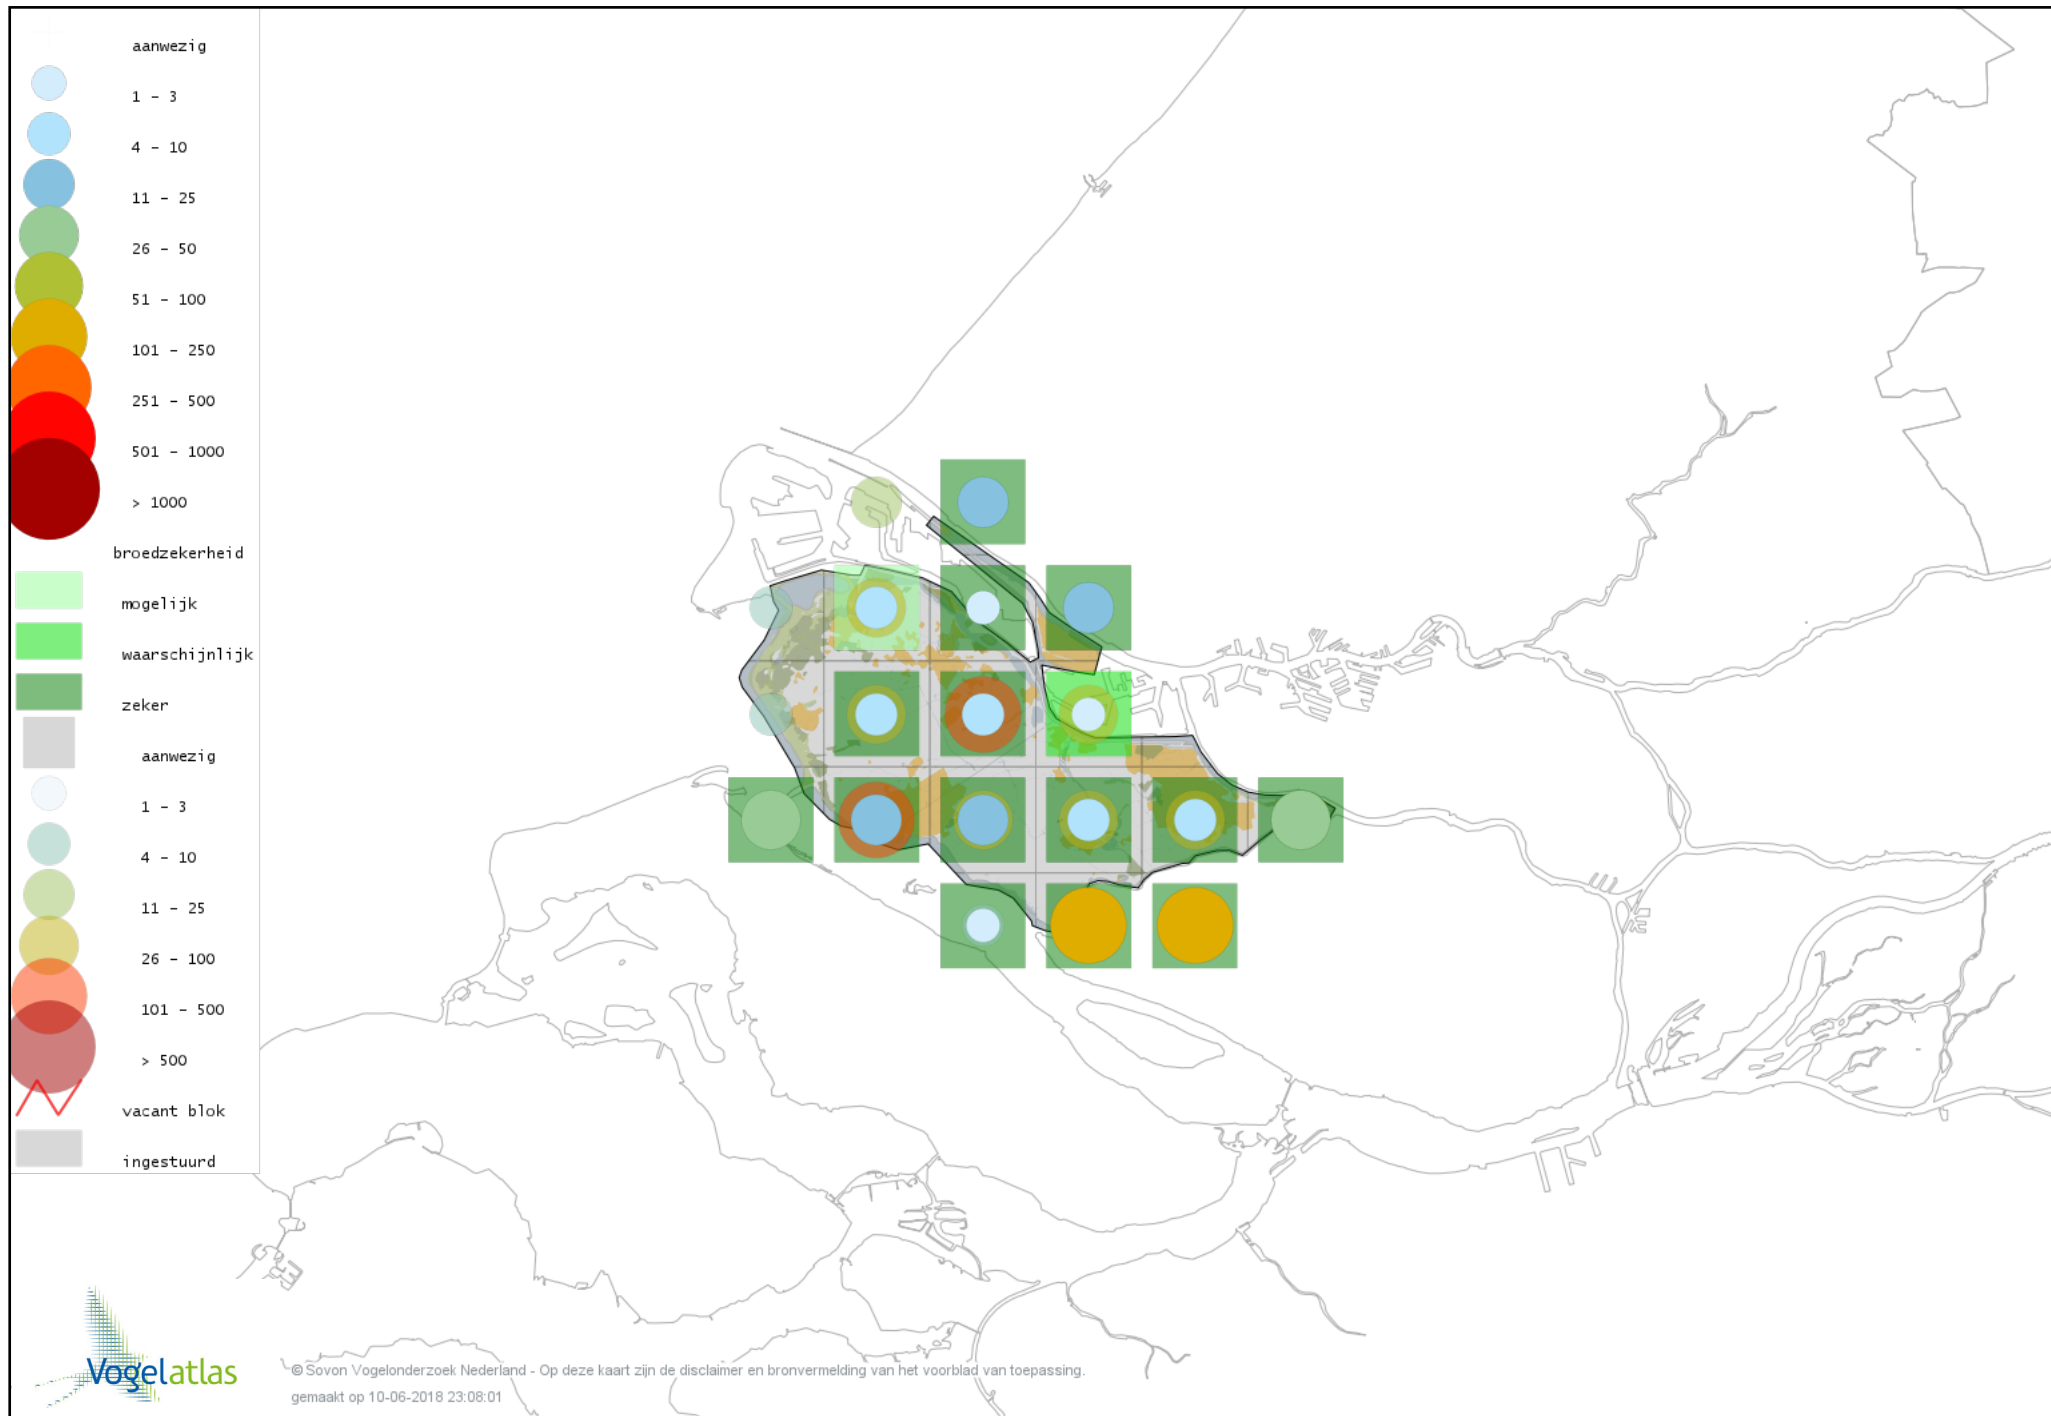 aanwezig
1 - 3
4 - 10
11 - 25
26 - 50
51 - 100
101 - 250
251 - 500
501 - 1000
> 1000
broedzekerheid
mogelijk
waarschijnlijk
zeker
aanwezig
1 - 3
4 - 10
11 - 25
26 - 100
101 - 500
> 500
vacant blok
ingestuurd
Vogelatlas
© Sovon Vogelonderzoek Nederland - Op deze kaart zijn de disclaimer en bronvermelding van het voorblad van toepassing.
gemaakt op 10-06-2018 23:08:01